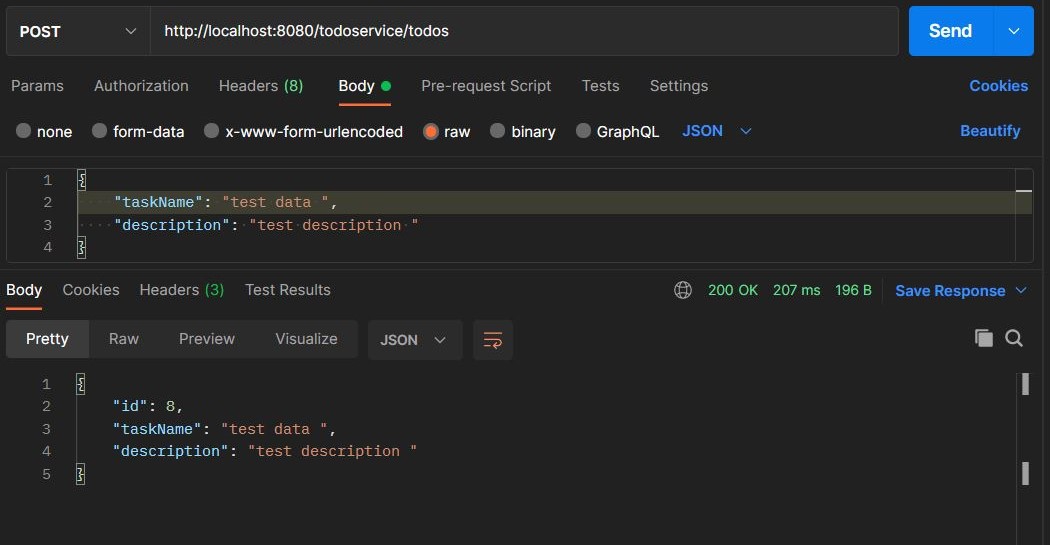 POST http://localhost:8080/todoservice/todos Send
Params Authorization Headers (8) Body Pre-request Script Tests Settings Cookies
none form-data x-www-form-urlencoded raw binary GraphQL JSON Beautify
1 {
2 "taskName": "test data ",
3 "description": "test description "
4 }
Body Cookies Headers (3) Test Results 200 OK 207 ms 196 B Save Response
Pretty Raw Preview Visualize JSON
1 {
2 "id": 8,
3 "taskName": "test data ",
4 "description": "test description "
5 }